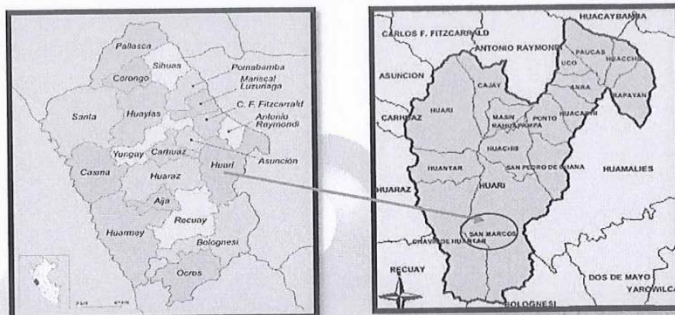 Pallasca
Sihuas
Corongo
Pomabamba
Mariscal
Luzuriaga
Santa
Huaylas
C. F. Fitzcarrald
Antonio
Raymondi
Yungay
Carhuaz
Asunción
Casma
Huaraz
Huari
Aija
Recuay
Huarmey
Bolognesi
Ocros
HUACAYBAMBA
CARLOS F. FITZCARRALD
ANTONIO RAYMONDI
PAUCAS
UCO
HUACCHIS
ASUNCION
CAJAY
ANRA
RAPAYAN
HUARI
MASIN
HUACACHI
CARHUAZ
RAHUAPAMPA
PONTO
HUACHIS
HUANTAR
SAN PEDRO DE CHANA
HUAMALIES
HUARAZ
HUARI
SAN MARCOS
CHAVIN DE HUANTAR
RECUAY
DOS DE MAYO
YAROWILCA
BOLOGNESI